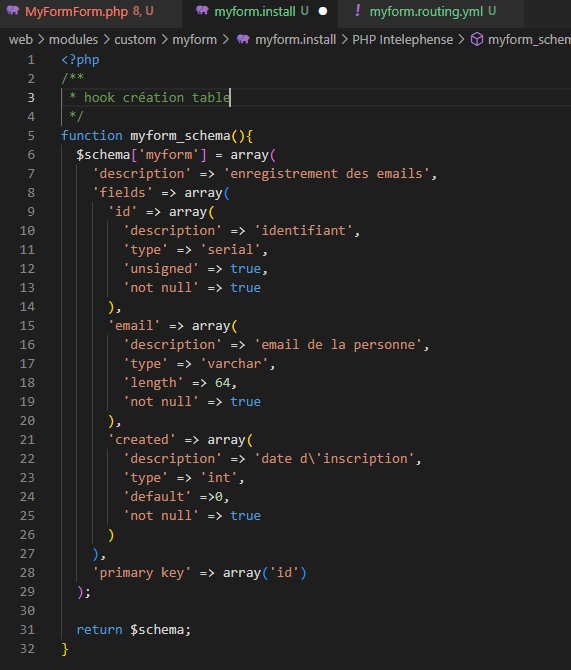 MyFormForm.php 8, U myform.install U myform.routing.yml U
web > modules > custom > myform > myform.install > PHP Intelephense > myform_schem
1 <?php
2 /**
3  * hook création table
4  */
5 function myform_schema(){
6   $schema['myform'] = array(
7     'description' => 'enregistrement des emails',
8     'fields' => array(
9       'id' => array(
10         'description' => 'identifiant',
11         'type' => 'serial',
12         'unsigned' => true,
13         'not null' => true
14       ),
15       'email' => array(
16         'description' => 'email de la personne',
17         'type' => 'varchar',
18         'length' => 64,
19         'not null' => true
20       ),
21       'created' => array(
22         'description' => 'date d\'inscription',
23         'type' => 'int',
24         'default' =>0,
25         'not null' => true
26       )
27     ),
28     'primary key' => array('id')
29   );
30
31   return $schema;
32 }